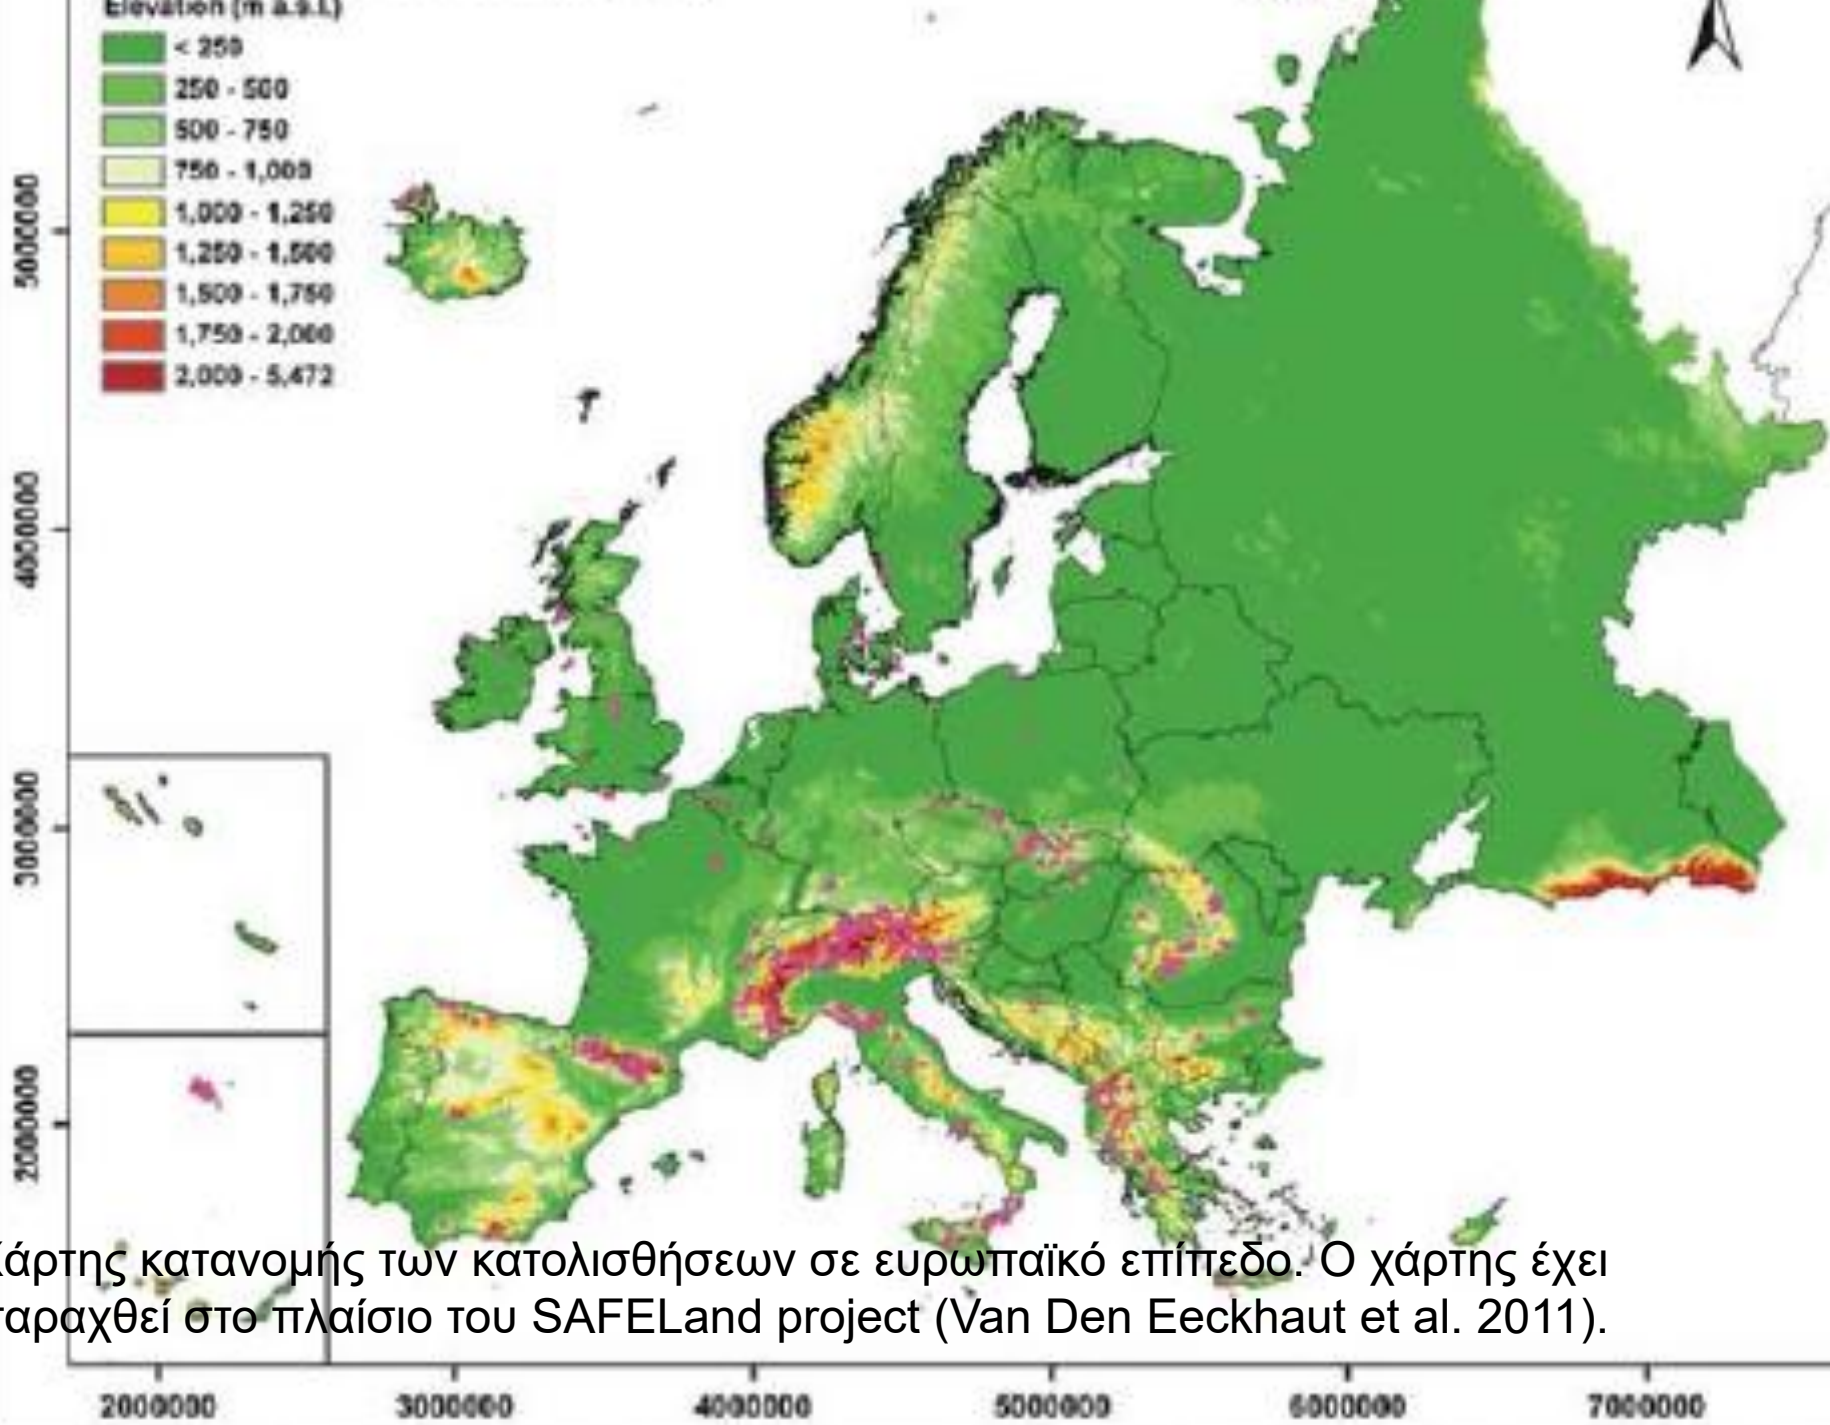 Elevation (m a.s.l.)
< 250
250 - 500
500 - 750
750 - 1,000
1,000 - 1,250
1,250 - 1,500
1,500 - 1,750
1,750 - 2,000
2,000 - 5,472
5000000
4000000
3000000
2000000
άρτης κατανομής των κατολισθήσεων σε ευρωπαϊκό επίπεδο. Ο χάρτης έχει
αραχθεί στο πλαίσιο του SAFELand project (Van Den Eeckhaut et al. 2011).
2000000 3000000 4000000 5000000 6000000 7000000